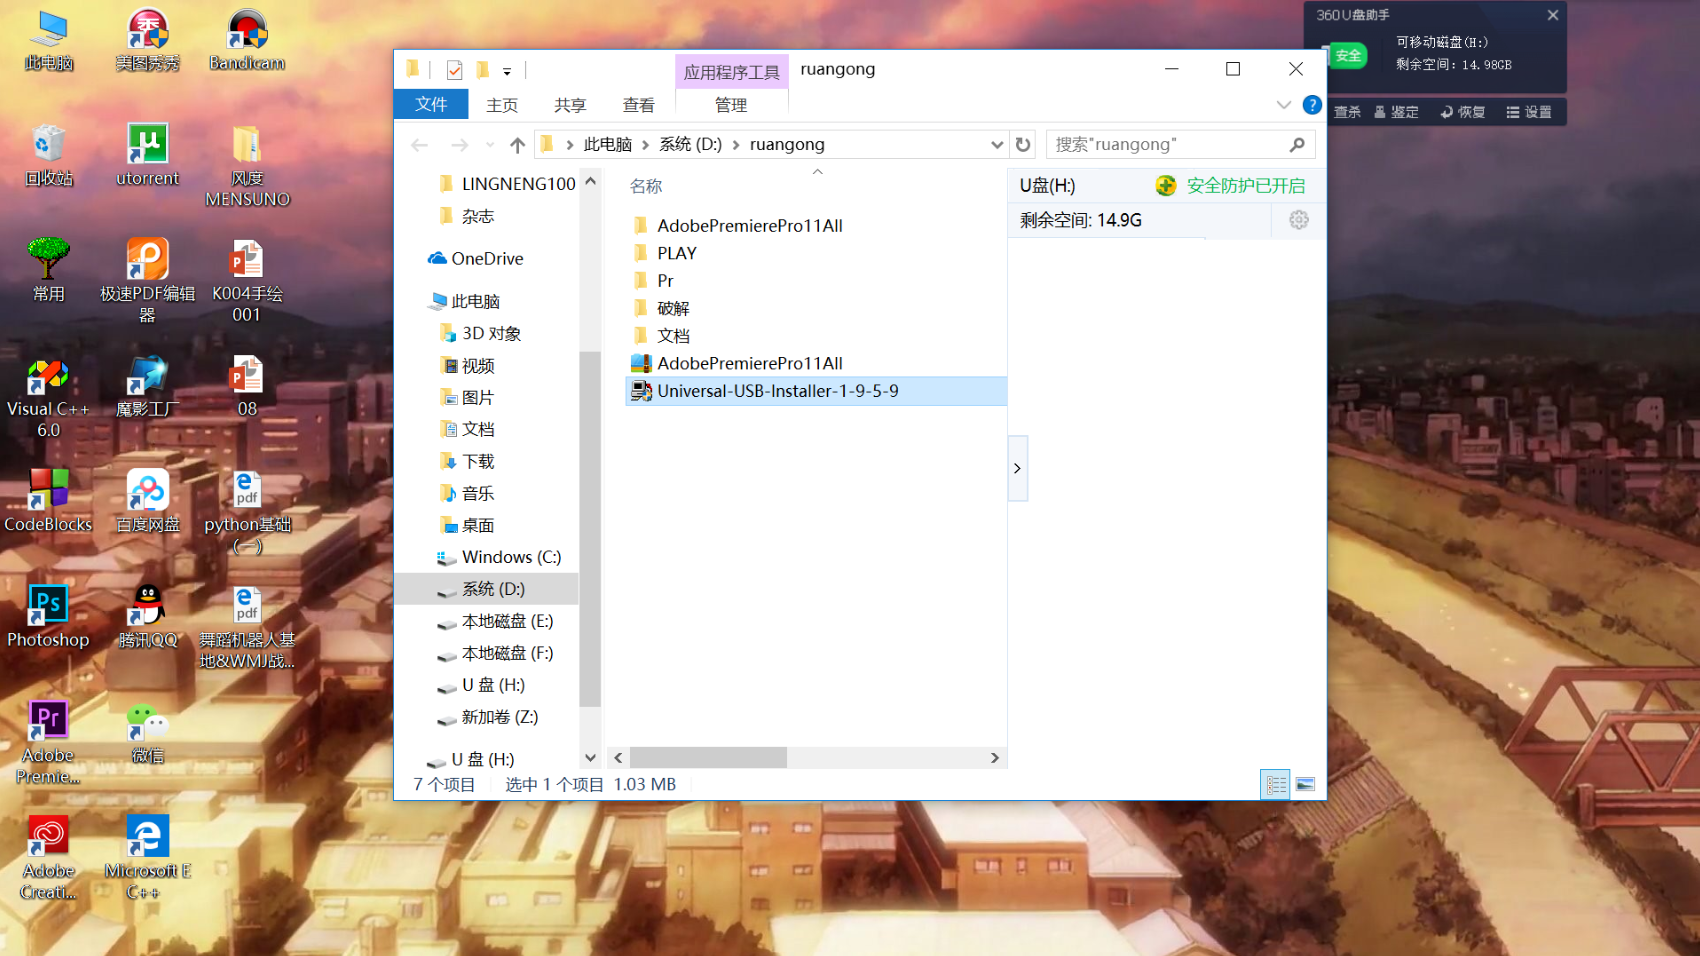 此电脑
美图秀秀
Bandicam
回收站
utorrent
风度
MENSUNO
常用
极速PDF编辑
器
K004手绘
001
Visual C++
6.0
魔影工厂
08
CodeBlocks
百度网盘
python基础
(一)
Photoshop
腾讯QQ
舞蹈机器人基
地&WMJ战...
Adobe
Premie...
微信
Adobe
Creati...
Microsoft E
C++
应用程序工具
ruangong
文件
主页
共享
查看
管理
此电脑
系统 (D:)
ruangong
搜索"ruangong"
LINGNENG100
杂志
OneDrive
此电脑
3D 对象
视频
图片
文档
下载
音乐
桌面
Windows (C:)
系统 (D:)
本地磁盘 (E:)
本地磁盘 (F:)
U 盘 (H:)
新加卷 (Z:)
U 盘 (H:)
名称
AdobePremierePro11All
PLAY
Pr
破解
文档
AdobePremierePro11All
Universal-USB-Installer-1-9-5-9
U盘(H:)
安全防护已开启
剩余空间: 14.9G
7 个项目
选中 1 个项目 1.03 MB
360U盘助手
安全
可移动磁盘(H:)
剩余空间: 14.98GB
查杀
鉴定
恢复
设置